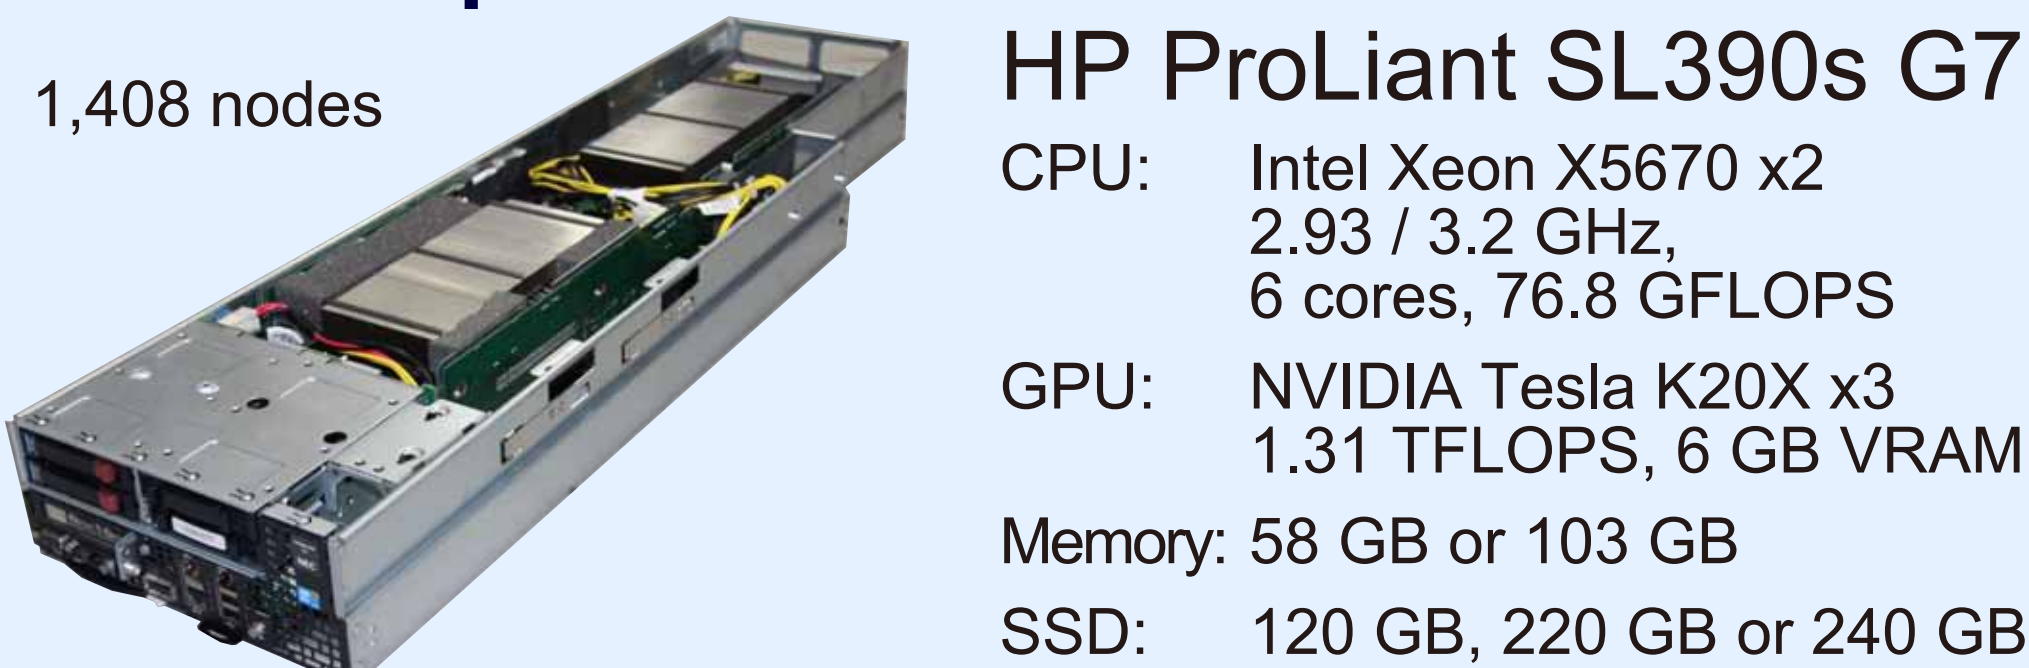 1,408 nodes
HP ProLiant SL390s G7
CPU: Intel Xeon X5670 x2
2.93 / 3.2 GHz,
6 cores, 76.8 GFLOPS
GPU: NVIDIA Tesla K20X x3
1.31 TFLOPS, 6 GB VRAM
Memory: 58 GB or 103 GB
SSD: 120 GB, 220 GB or 240 GB